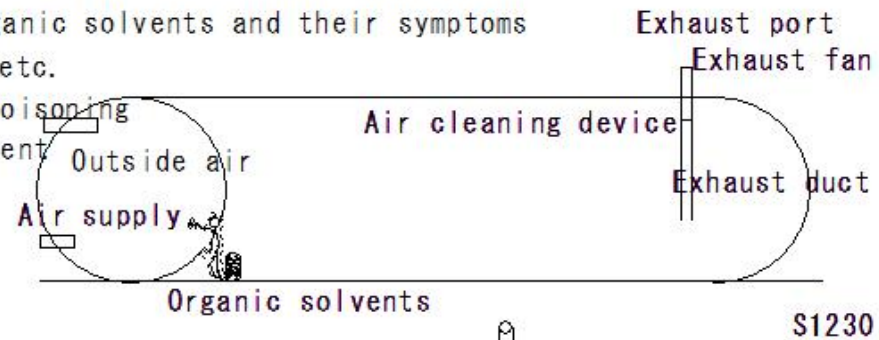 anic solvents and their symptoms
etc.
oisoning
ent
Exhaust port
Exhaust fan
Air cleaning device
Outside air
Exhaust duct
Air supply
Organic solvents
S1230